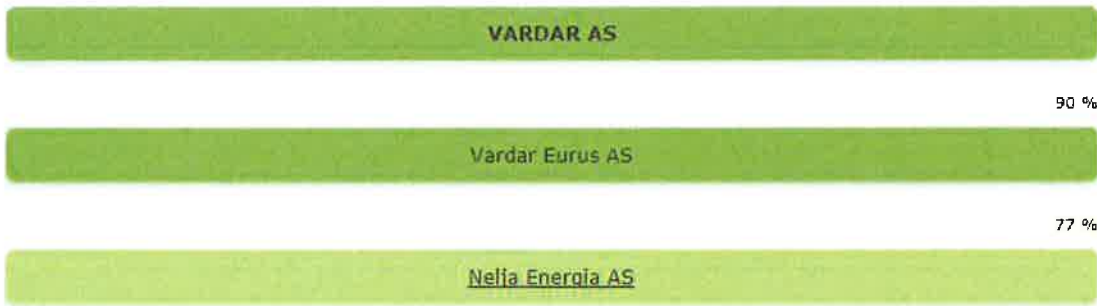 VARDAR AS
90 %
Vardar Eurus AS
77 %
Nelja Energia AS